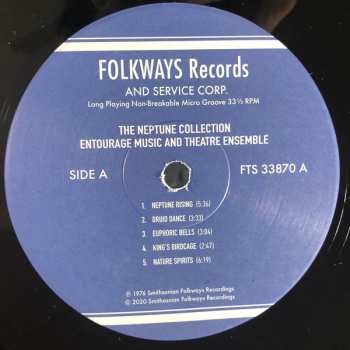 FOLKWAYS Records
AND SERVICE CORP.
Long Playing Non-Breakable Micro Groove 33⅓ RPM
THE NEPTUNE COLLECTION
ENTOURAGE MUSIC AND THEATRE ENSEMBLE
SIDE A FTS 33870 A
1. NEPTUNE RISING (5:36)
2. DRUID DANCE (3:33)
3. EUPHORIC BELLS (3:04)
4. KING'S BIRDCAGE (2:47)
5. NATURE SPIRITS (6:19)
℗ 1976 Smithsonian Folkways Recordings
© 2020 Smithsonian Folkways Recordings